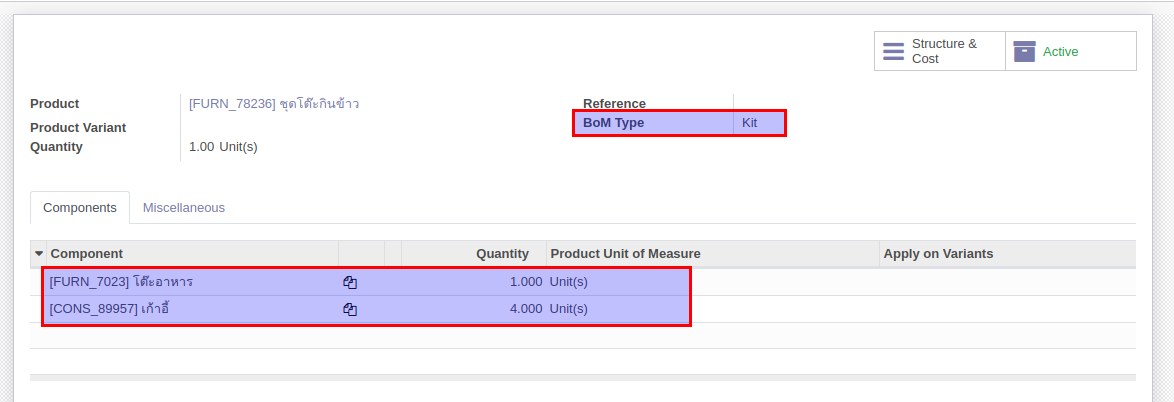 Structure & Cost
Active
Product [FURN_78236] ชุดโต๊ะกินข้าว
Reference
Product Variant
BoM Type Kit
Quantity 1.00 Unit(s)
Components Miscellaneous
Component Quantity Product Unit of Measure Apply on Variants
[FURN_7023] โต๊ะอาหาร 1.000 Unit(s)
[CONS_89957] เก้าอี้ 4.000 Unit(s)